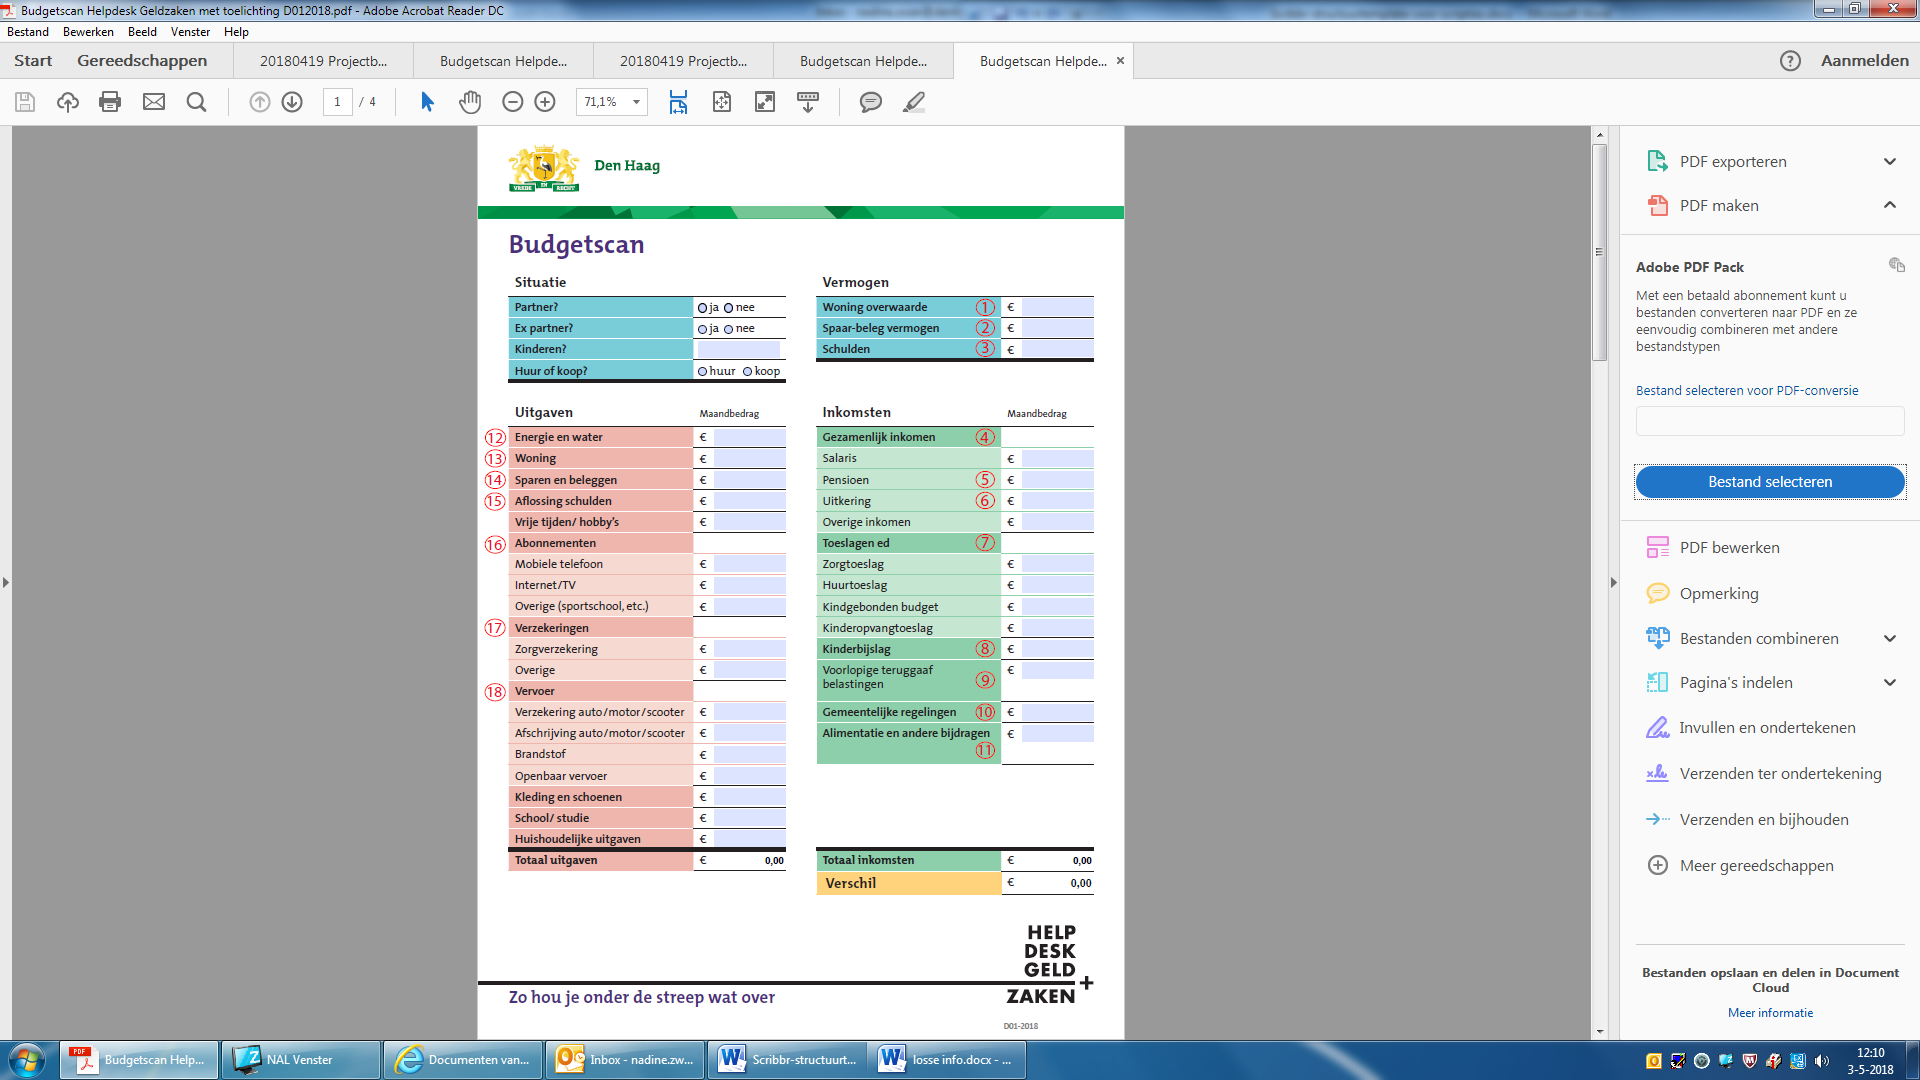 Budgetscan Helpdesk Geldzaken met toelichting D012018.pdf - Adobe Acrobat Reader DC
Bestand Bewerken Beeld Venster Help
Start Gereedschappen 20180419 Projectb... Budgetscan Helpde... 20180419 Projectb... Budgetscan Helpde... Budgetscan Helpde... × ? Aanmelden
1 / 4 71,1%
VREDE EN RECHT
Den Haag
Budgetscan
Situatie
Partner? ja nee
Ex partner? ja nee
Kinderen?
Huur of koop? huur koop
Vermogen
Woning overwaarde 1 €
Spaar-beleg vermogen 2 €
Schulden 3 €
Uitgaven Maandbedrag
12 Energie en water €
13 Woning €
14 Sparen en beleggen €
15 Aflossing schulden €
Vrije tijden/ hobby's €
16 Abonnementen
Mobiele telefoon €
Internet/TV €
Overige (sportschool, etc.) €
17 Verzekeringen
Zorgverzekering €
Overige €
18 Vervoer
Verzekering auto/motor/scooter €
Afschrijving auto/motor/scooter €
Brandstof €
Openbaar vervoer €
Kleding en schoenen €
School/ studie €
Huishoudelijke uitgaven €
Totaal uitgaven € 0,00
Inkomsten Maandbedrag
Gezamenlijk inkomen 4
Salaris €
Pensioen 5 €
Uitkering 6 €
Overige inkomen €
Toeslagen ed 7
Zorgtoeslag €
Huurtoeslag €
Kindgebonden budget €
Kinderopvangtoeslag €
Kinderbijslag 8 €
Voorlopige teruggaaf €
belastingen 9
Gemeentelijke regelingen 10 €
Alimentatie en andere bijdragen €
11
Totaal inkomsten € 0,00
Verschil € 0,00
HELP
DESK
GELD
+
ZAKEN
Zo hou je onder de streep wat over
D01-2018
PDF exporteren
PDF maken
Adobe PDF Pack
Met een betaald abonnement kunt u
bestanden converteren naar PDF en ze
eenvoudig combineren met andere
bestandstypen
Bestand selecteren voor PDF-conversie
Bestand selecteren
PDF bewerken
Opmerking
Bestanden combineren
Pagina's indelen
Invullen en ondertekenen
Verzenden ter ondertekening
Verzenden en bijhouden
Meer gereedschappen
Bestanden opslaan en delen in Document
Cloud
Meer informatie
Budgetscan Help... NAL Venster Documenten van... Inbox - nadine.zw... Scribbr-structuurt... losse info.docx - ...
12:10
3-5-2018